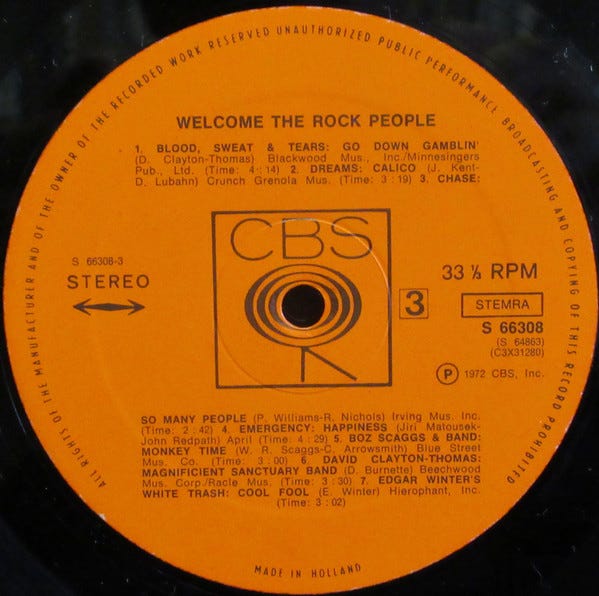 ALL RIGHTS OF THE MANUFACTURER AND OF THE OWNER OF THE RECORDED WORK RESERVED UNAUTHORIZED PUBLIC PERFORMANCE BROADCASTING AND COPYING OF THIS RECORD PROHIBITED
WELCOME THE ROCK PEOPLE
1. BLOOD, SWEAT & TEARS: GO DOWN GAMBLIN'
(D. Clayton-Thomas) Blackwood Mus., Inc./Minnesingers
Pub., Ltd. (Time: 4:14) 2. DREAMS: CALICO (J. Kent-
D. Lubahn) Crunch Grenola Mus. (Time: 3:19) 3. CHASE:
CBS
S 66308-3
STEREO
33 ⅓ RPM
3
STEMRA
S 66308
(S 64863)
(C3X31280)
℗ 1972 CBS, Inc.
SO MANY PEOPLE (P. Williams-R. Nichols) Irving Mus. Inc.
(Time: 2:42) 4. EMERGENCY: HAPPINESS (Jiri Matousek-
John Redpath) April (Time: 4:29) 5. BOZ SCAGGS & BAND:
MONKEY TIME (W. R. Scaggs-C. Arrowsmith) Blue Street
Mus. Co. (Time: 3:00) 6. DAVID CLAYTON-THOMAS:
MAGNIFICENT SANCTUARY BAND (D. Burnette) Beechwood
Mus. Corp./Racle Mus. (Time: 3:30) 7. EDGAR WINTER'S
WHITE TRASH: COOL FOOL (E. Winter) Hierophant, Inc.
(Time: 3:02)
MADE IN HOLLAND